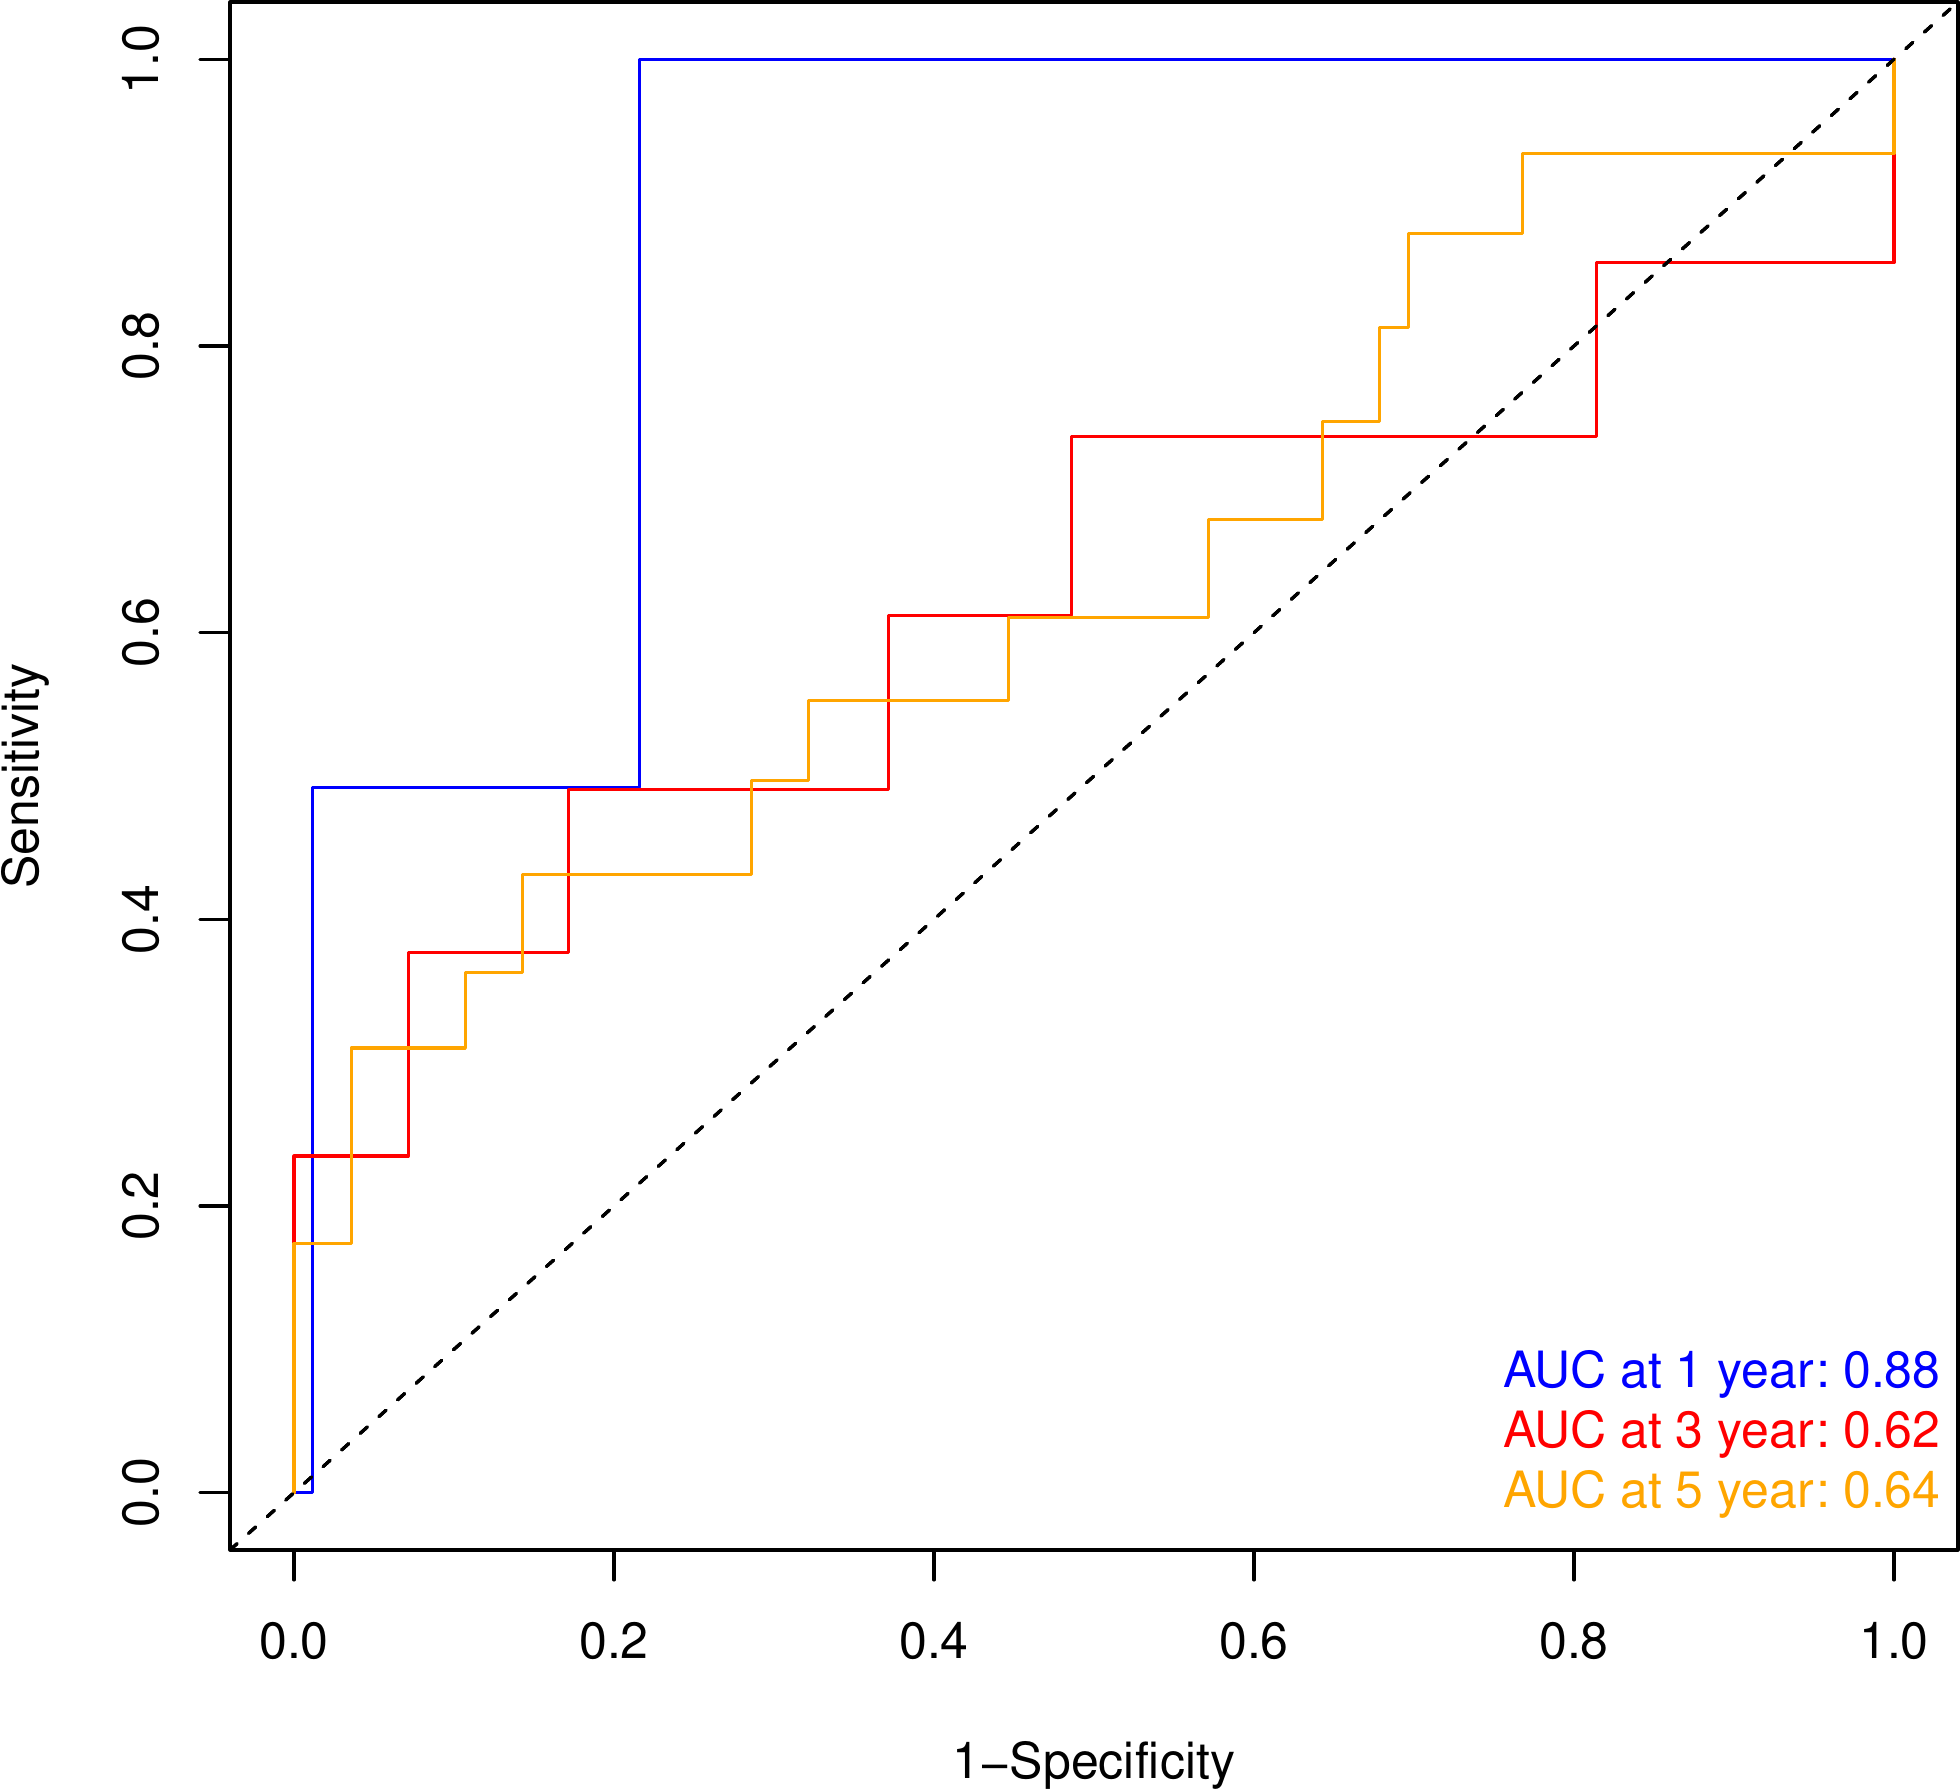 Sensitivity
1.0
0.8
0.6
0.4
0.2
0.0
AUC at 1 year: 0.88
AUC at 3 year: 0.62
AUC at 5 year: 0.64
0.0 0.2 0.4 0.6 0.8 1.0
1−Specificity